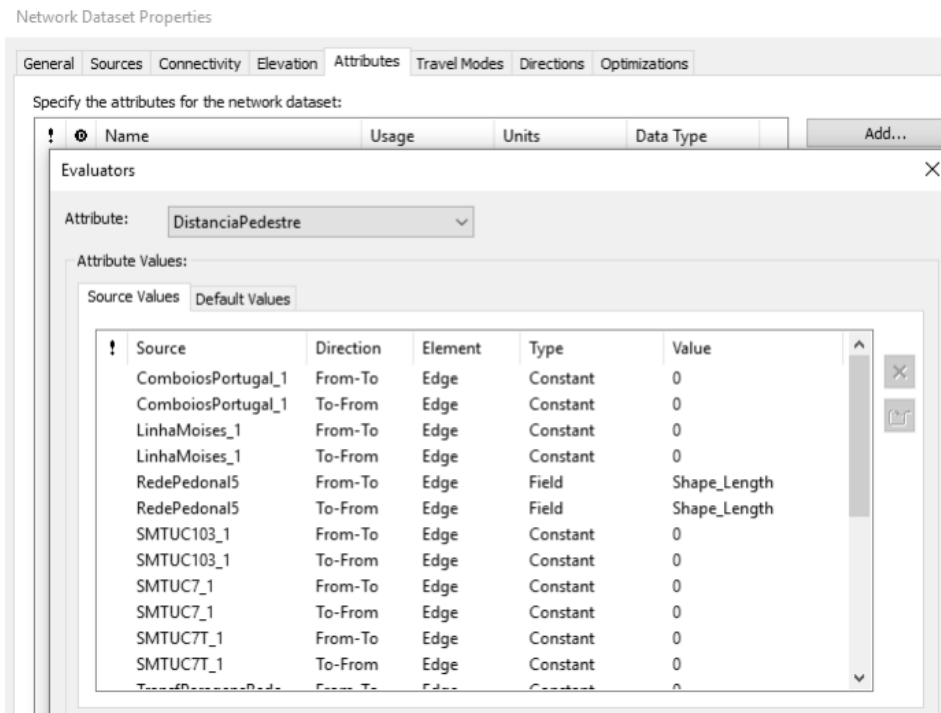 Network Dataset Properties
General Sources Connectivity Elevation Attributes Travel Modes Directions Optimizations
Specify the attributes for the network dataset:
! Name Usage Units Data Type Add...
Evaluators
Attribute: DistanciaPedestre
Attribute Values:
Source Values Default Values
! Source Direction Element Type Value
ComboiosPortugal_1 From-To Edge Constant 0
ComboiosPortugal_1 To-From Edge Constant 0
LinhaMoises_1 From-To Edge Constant 0
LinhaMoises_1 To-From Edge Constant 0
RedePedonal5 From-To Edge Field Shape_Length
RedePedonal5 To-From Edge Field Shape_Length
SMTUC103_1 From-To Edge Constant 0
SMTUC103_1 To-From Edge Constant 0
SMTUC7_1 From-To Edge Constant 0
SMTUC7_1 To-From Edge Constant 0
SMTUC7T_1 From-To Edge Constant 0
SMTUC7T_1 To-From Edge Constant 0